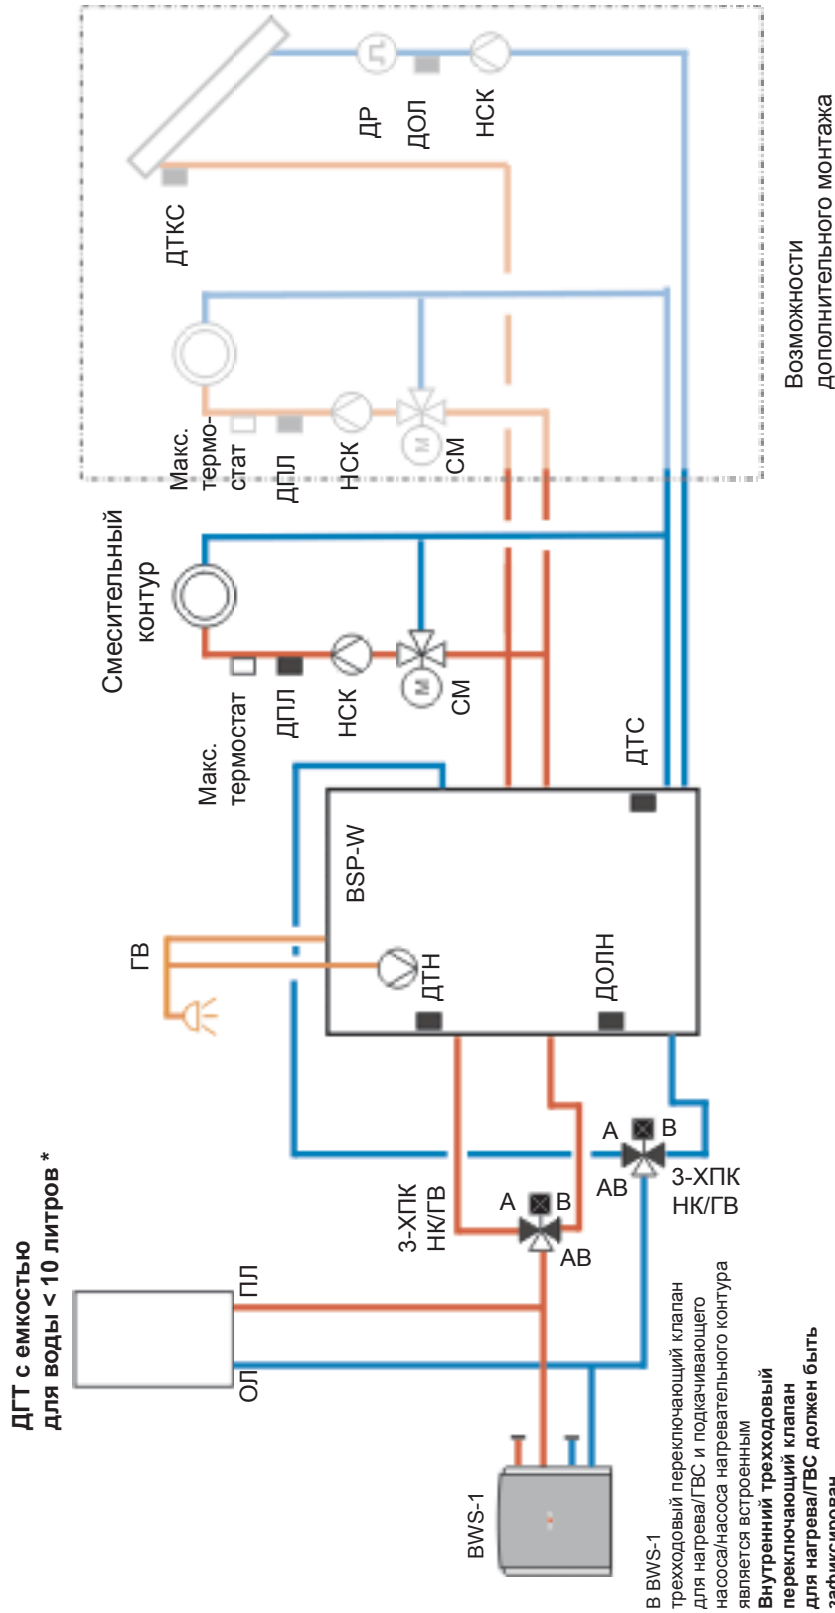 ДГТ с емкостью
для воды < 10 литров *
ОЛ
ПЛ
BWS-1
В BWS-1
трехходовый переключающий клапан
для нагрева/ГВС и подкачивающего
насоса/насоса нагревательного контура
является встроенным
Внутренний трехходовый
переключающий клапан
для нагрева/ГВС должен быть
зафиксирован
3-ХПК
НК/ГВ
A
B
AB
3-ХПК
НК/ГВ
A
B
AB
ГВ
BSP-W
ДТН
ДОЛН
ДТС
Смесительный
контур
Макс.
термостат
ДПЛ
НСК
M
СМ
Макс.
термо-
стат
ДПЛ
НСК
M
СМ
ДТКС
ДР
ДОЛ
НСК
Возможности
дополнительного монтажа